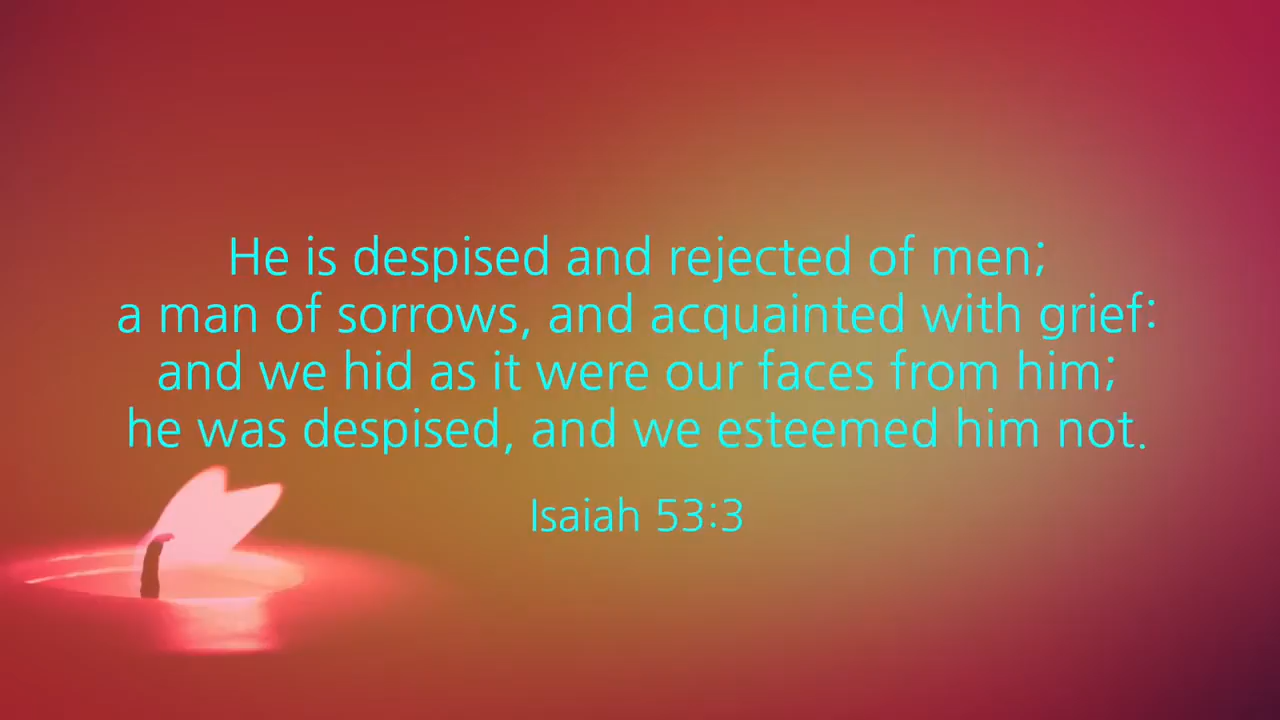 He is despised and rejected of men;
a man of sorrows, and acquainted with grief:
and we hid as it were our faces from him;
he was despised, and we esteemed him not.
Isaiah 53:3